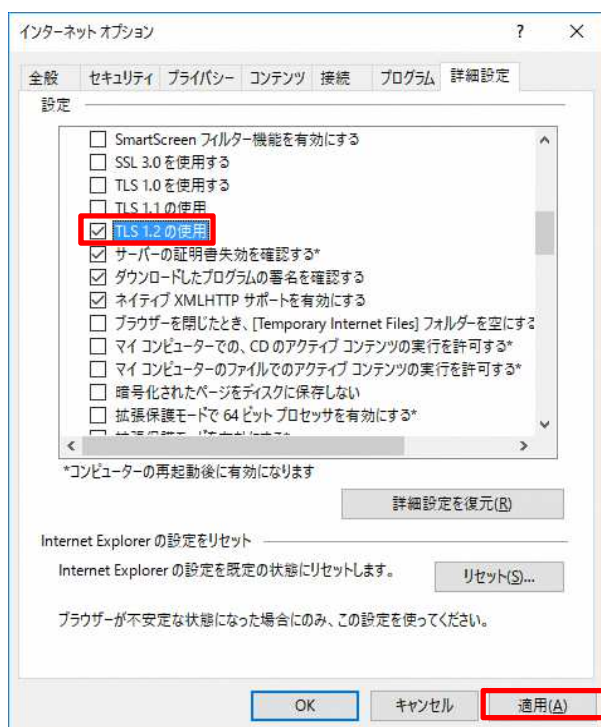 インターネット オプション ? ×
全般 セキュリティ プライバシー コンテンツ 接続 プログラム 詳細設定
設定
SmartScreen フィルター機能を有効にする
SSL 3.0 を使用する
TLS 1.0 を使用する
TLS 1.1 の使用
TLS 1.2 の使用
サーバーの証明書失効を確認する*
ダウンロードしたプログラムの署名を確認する
ネイティブ XMLHTTP サポートを有効にする
ブラウザーを閉じたとき、[Temporary Internet Files] フォルダーを空にする
マイ コンピューターでの、CD のアクティブ コンテンツの実行を許可する*
マイ コンピューターのファイルでのアクティブ コンテンツの実行を許可する*
暗号化されたページをディスクに保存しない
拡張保護モードで 64 ビット プロセッサを有効にする*
*コンピューターの再起動後に有効になります
詳細設定を復元(R)
Internet Explorer の設定をリセット
Internet Explorer の設定を既定の状態にリセットします。
リセット(S)...
ブラウザーが不安定な状態になった場合にのみ、この設定を使ってください。
OK キャンセル 適用(A)